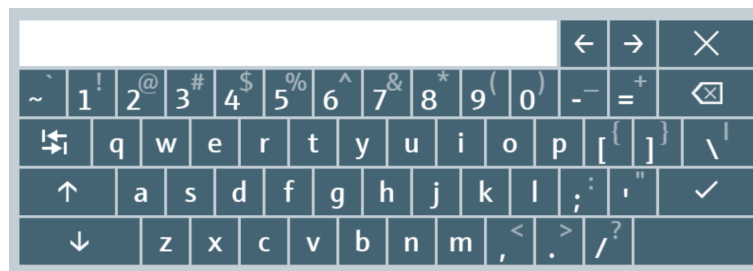 ← → ×
~ ` 1 ! 2 @ 3 # 4 $ 5 % 6 ^ 7 & 8 * 9 ( 0 ) - _ = +
q w e r t y u i o p [ { ] } \ |
a s d f g h j k l ; : ' "
z x c v b n m , < . > / ?